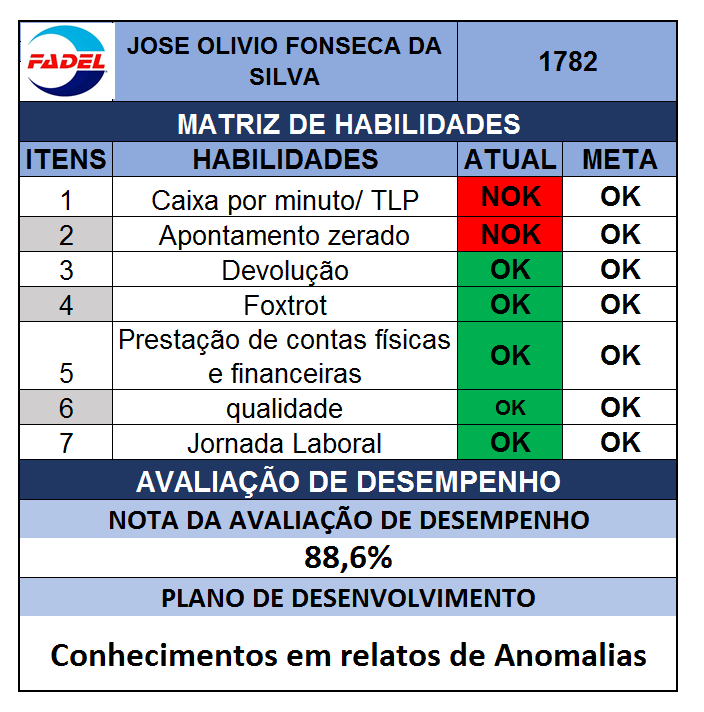 FADEL
JOSE OLIVIO FONSECA DA
SILVA
1782
MATRIZ DE HABILIDADES
ITENS HABILIDADES ATUAL META
1 Caixa por minuto/ TLP NOK OK
2 Apontamento zerado NOK OK
3 Devolução OK OK
4 Foxtrot OK OK
5 Prestação de contas físicas
e financeiras OK OK
6 qualidade OK OK
7 Jornada Laboral OK OK
AVALIAÇÃO DE DESEMPENHO
NOTA DA AVALIAÇÃO DE DESEMPENHO
88,6%
PLANO DE DESENVOLVIMENTO
Conhecimentos em relatos de Anomalias